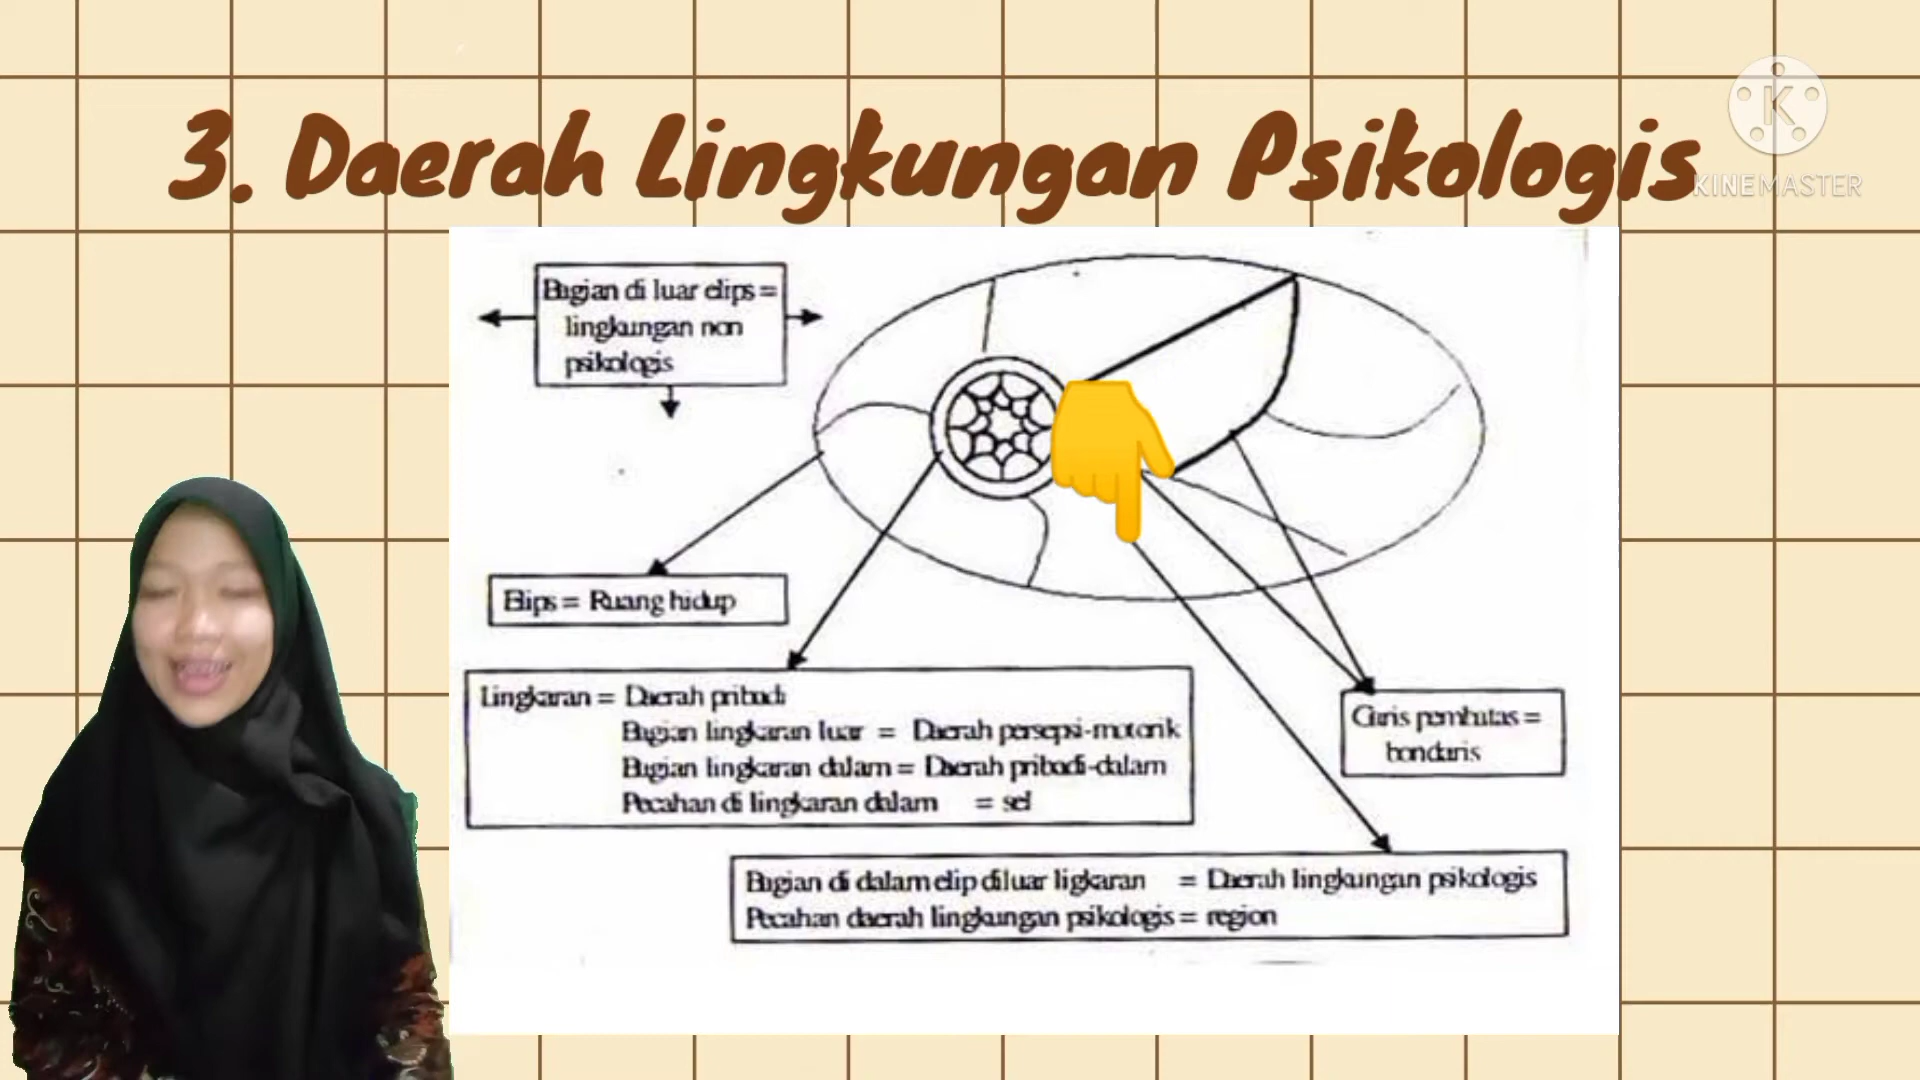 3. Daerah Lingkungan Psikologis
K
KINEMASTER
Bagian di luar elips =
lingkungan non
psikologis
Elips = Ruang hidup
Lingkaran = Daerah pribadi
Bagian lingkaran luar = Daerah persepsi-motorik
Bagian lingkaran dalam = Daerah pribadi-dalam
Pecahan di lingkaran dalam = sel
Garis pembatas =
bondaris
Bagian di dalam elip diluar ligkaran = Daerah lingkungan psikologis
Pecahan daerah lingkungan psikologis = region